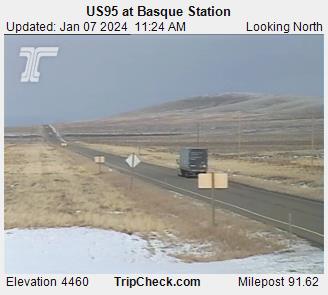 US95 at Basque Station
Updated: Jan 07 2024 11:24 AM Looking North
Elevation 4460 TripCheck.com Milepost 91.62